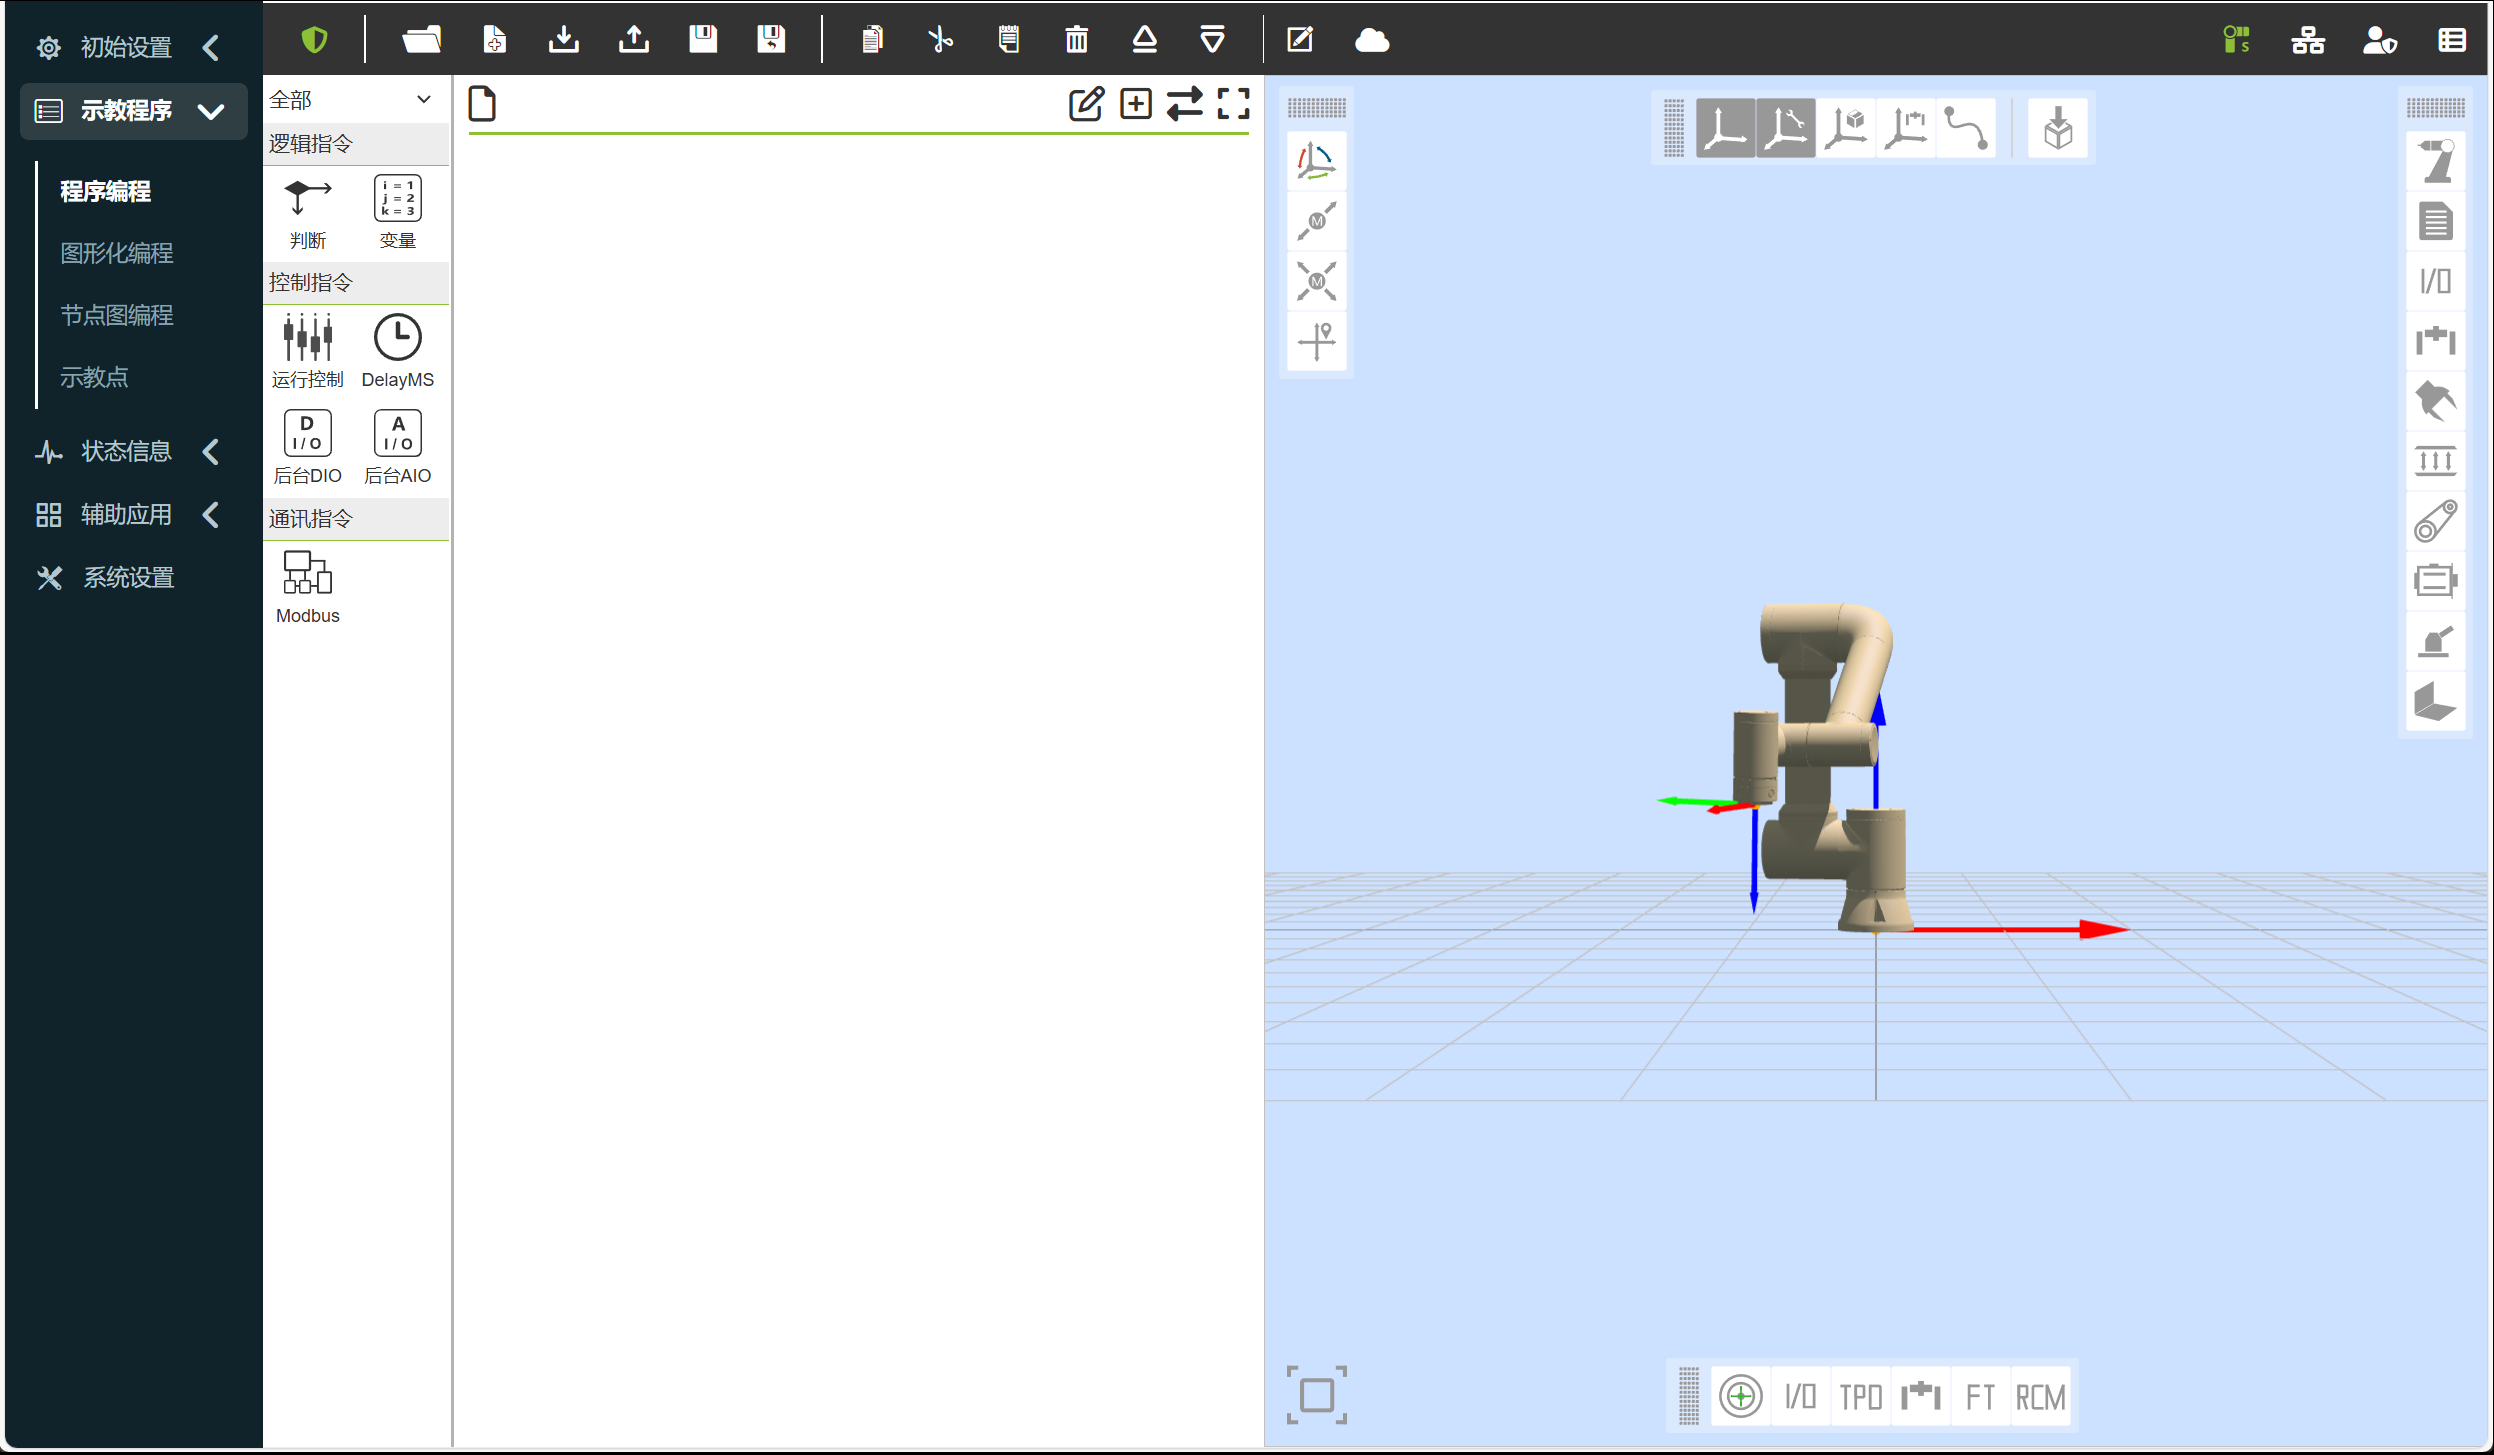 初始设置
示教程序
程序编程
图形化编程
节点图编程
示教点
状态信息
辅助应用
系统设置
S
全部
逻辑指令
i = 1
j = 2
k = 3
判断 变量
控制指令
运行控制 DelayMS
D
I/O
A
I/O
后台DIO 后台AIO
通讯指令
Modbus
M
M
I/O
I/O TPD FT RCM